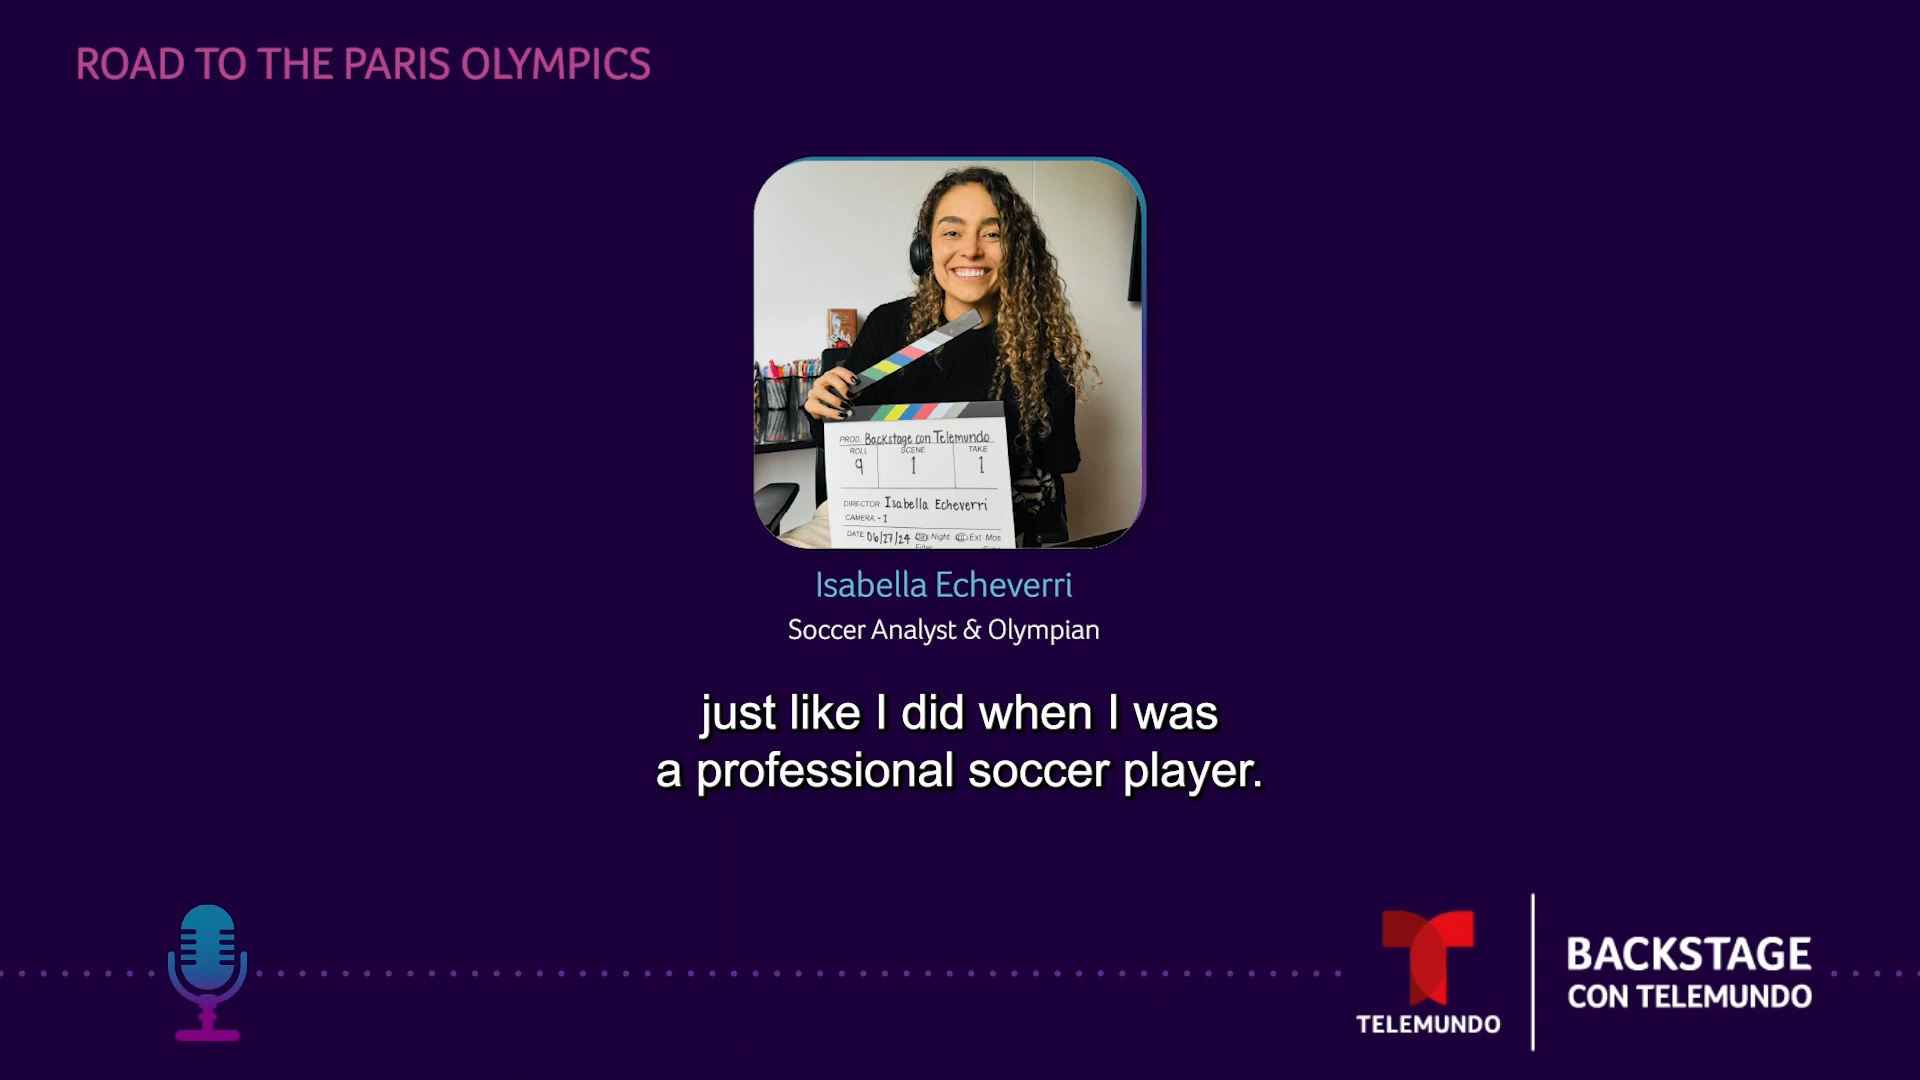 ROAD TO THE PARIS OLYMPICS
PROD. Backstage con Telemundo
ROLL SCENE TAKE
9 1 1
DIRECTOR: Isabella Echeverri
CAMERA: - 1
DATE 06/27/24 Day Night Ext Mos
Isabella Echeverri
Soccer Analyst & Olympian
just like I did when I was
a professional soccer player.
TELEMUNDO
BACKSTAGE
CON TELEMUNDO